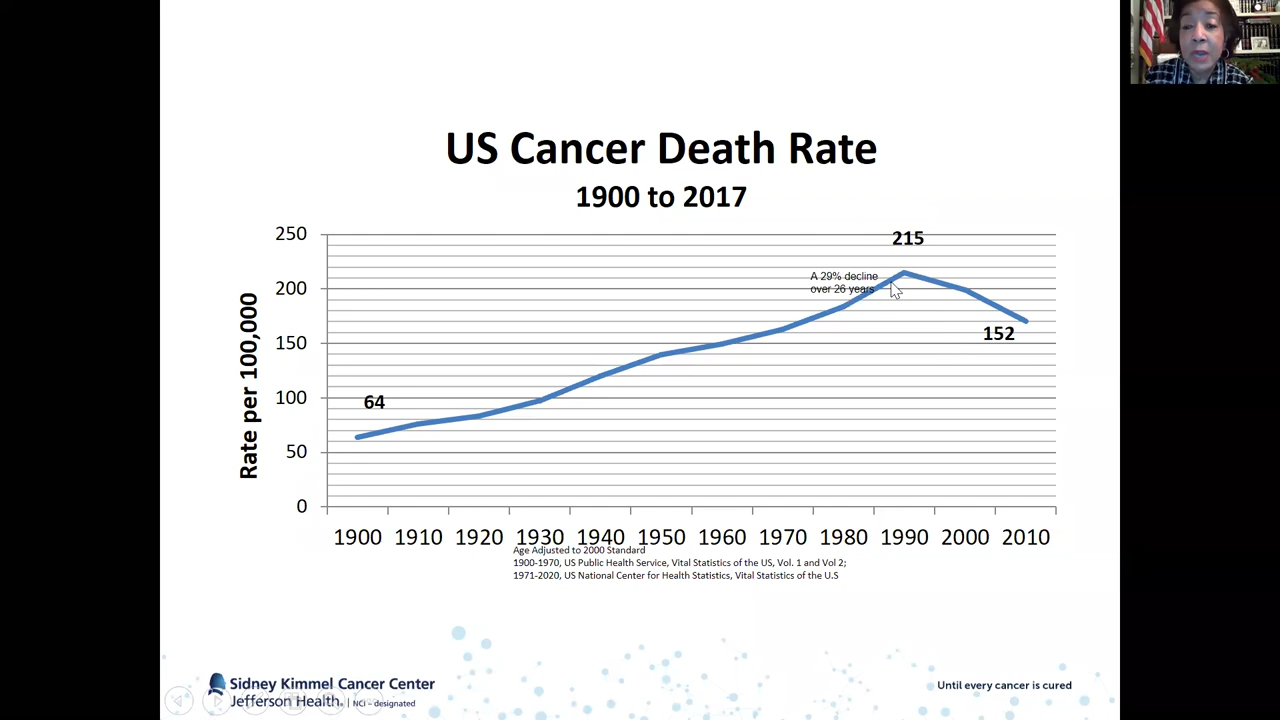 US Cancer Death Rate
1900 to 2017
250
215
A 29% decline
over 26 years
200
Rate per 100,000
150
152
100
64
50
0
1900 1910 1920 1930 1940 1950 1960 1970 1980 1990 2000 2010
Age Adjusted to 2000 Standard
1900-1970, US Public Health Service, Vital Statistics of the US, Vol. 1 and Vol 2;
1971-2020, US National Center for Health Statistics, Vital Statistics of the U.S
Sidney Kimmel Cancer Center
Jefferson Health. | NCI – designated
Until every cancer is cured